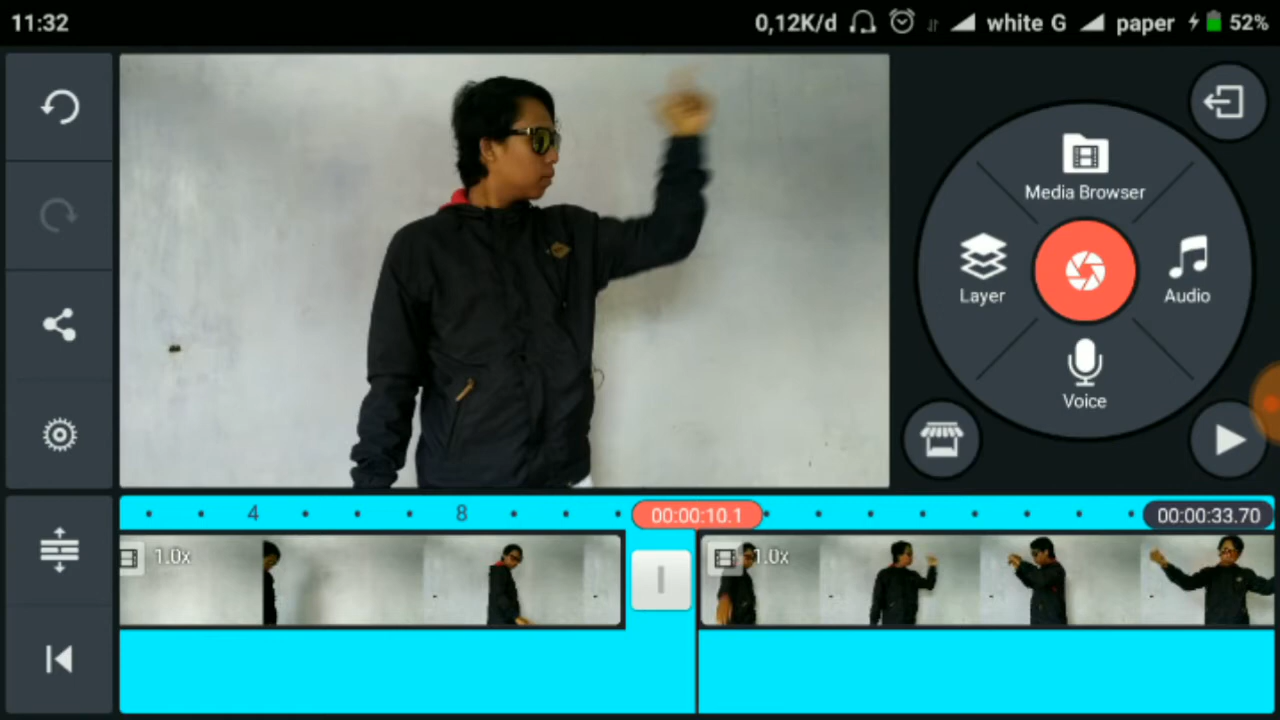 11:32
0,12K/d
white G
paper
52%
Media Browser
Layer
Audio
Voice
4
8
00:00:10.1
00:00:33.70
1.0x
1.0x